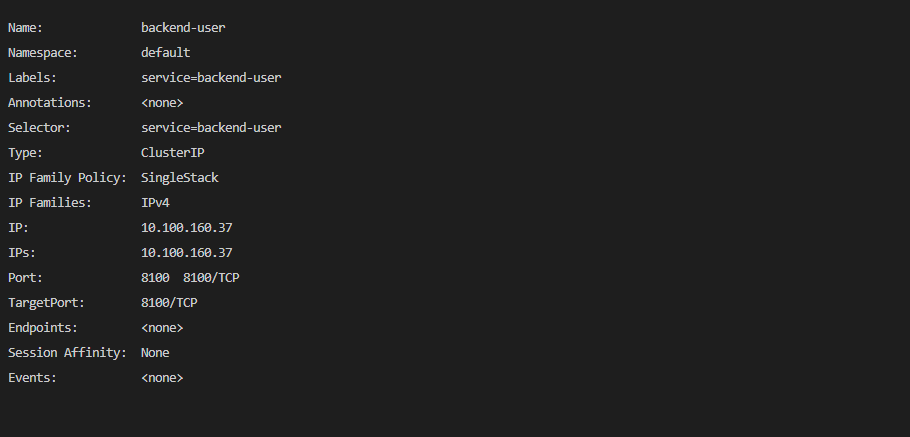 Name: backend-user
Namespace: default
Labels: service=backend-user
Annotations: <none>
Selector: service=backend-user
Type: ClusterIP
IP Family Policy: SingleStack
IP Families: IPv4
IP: 10.100.160.37
IPs: 10.100.160.37
Port: 8100 8100/TCP
TargetPort: 8100/TCP
Endpoints: <none>
Session Affinity: None
Events: <none>